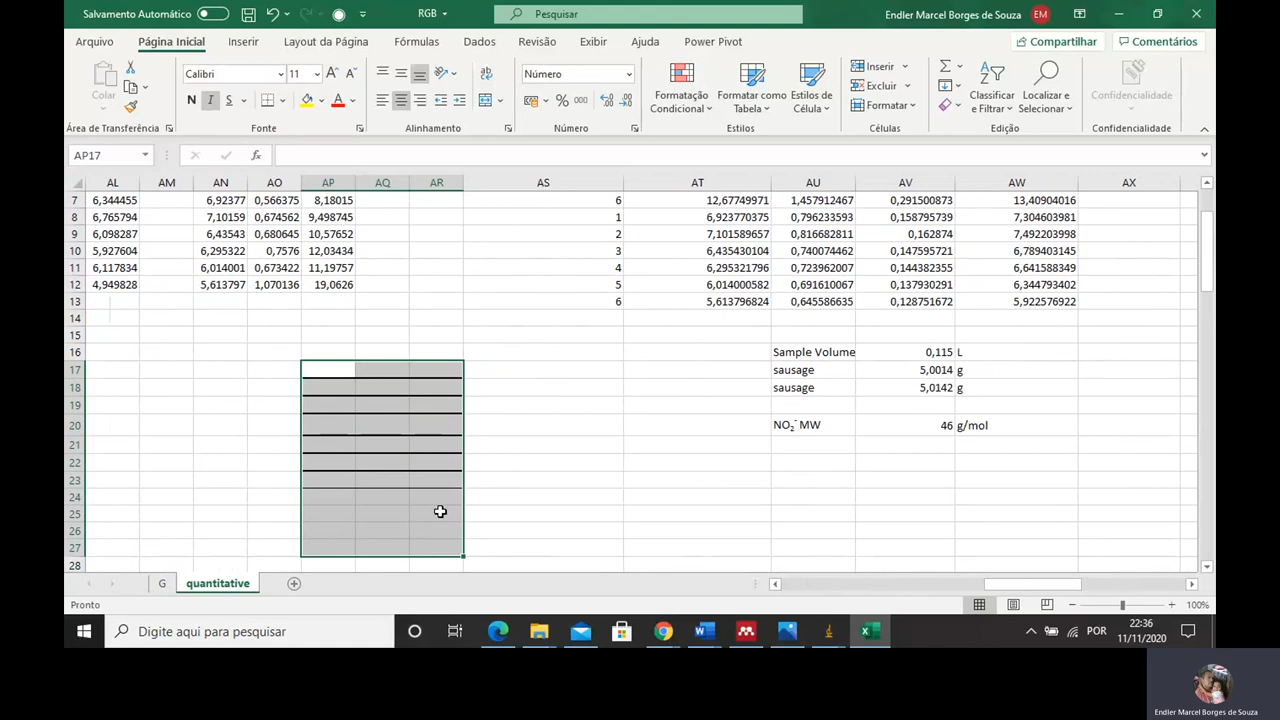 Salvamento Automático
RGB
Pesquisar
Endler Marcel Borges de Souza
EM
Arquivo Página Inicial Inserir Layout da Página Fórmulas Dados Revisão Exibir Ajuda Power Pivot Compartilhar Comentários
Calibri 11 Número Inserir
Colar N I S Formatação Condicional Formatar como Tabela Estilos de Célula Excluir Classificar e Filtrar Localizar e Selecionar Confidencialidade
Formatar
Área de Transferência Fonte Alinhamento Número Estilos Células Edição Confidencialidade
AP17 fx
AL AM AN AO AP AQ AR AS AT AU AV AW AX
7 6,344455 6,92377 0,566375 8,18015 6 12,67749971 1,457912467 0,291500873 13,40904016
8 6,765794 7,10159 0,674562 9,498745 1 6,923770375 0,796233593 0,158795739 7,304603981
9 6,098287 6,43543 0,680645 10,57652 2 7,101589657 0,816682811 0,162874 7,492203998
10 5,927604 6,295322 0,7576 12,03434 3 6,435430104 0,740074462 0,147595721 6,789403145
11 6,117834 6,014001 0,673422 11,19757 4 6,295321796 0,723962007 0,144382355 6,641588349
12 4,949828 5,613797 1,070136 19,0626 5 6,014000582 0,691610067 0,137930291 6,344793402
13 6 5,613796824 0,645586635 0,128751672 5,922576922
14
15
16 Sample Volume 0,115 L
17 sausage 5,0014 g
18 sausage 5,0142 g
19
20 NO₂⁻ MW 46 g/mol
21
22
23
24
25
26
27
28
G quantitative
Pronto 100%
Digite aqui para pesquisar
POR
22:36
11/11/2020
Endler Marcel Borges de Souza